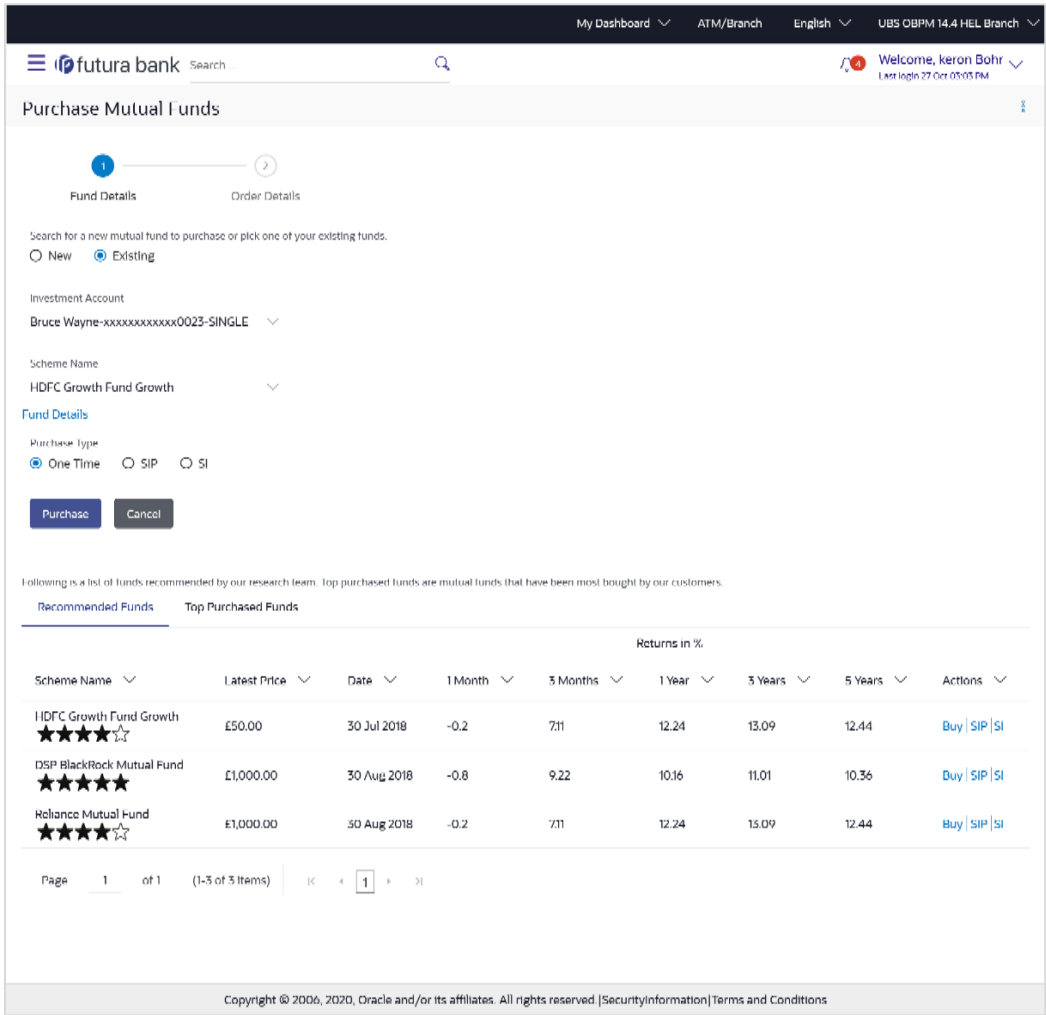 My Dashboard ATM/Branch English UBS OBPM 14.4 HEL Branch
futura bank Search... 4 Welcome, keron Bohr
Last login 27 Oct 03:03 PM
Purchase Mutual Funds
1 2
Fund Details Order Details
Search for a new mutual fund to purchase or pick one of your existing funds.
New Existing
Investment Account
Bruce Wayne-xxxxxxxxxxxx0023-SINGLE
Scheme Name
HDFC Growth Fund Growth
Fund Details
Purchase Type
One Time SIP SI
Purchase Cancel
Following is a list of funds recommended by our research team. Top purchased funds are mutual funds that have been most bought by our customers.
Recommended Funds Top Purchased Funds
Returns in %
Scheme Name Latest Price Date 1 Month 3 Months 1 Year 3 Years 5 Years Actions
HDFC Growth Fund Growth £50.00 30 Jul 2018 -0.2 7.11 12.24 13.09 12.44 Buy | SIP | SI
DSP BlackRock Mutual Fund £1,000.00 30 Aug 2018 -0.8 9.22 10.16 11.01 10.36 Buy | SIP | SI
Reliance Mutual Fund £1,000.00 30 Aug 2018 -0.2 7.11 12.24 13.09 12.44 Buy | SIP | SI
Page 1 of 1 (1-3 of 3 items) 1
Copyright © 2006, 2020, Oracle and/or its affiliates. All rights reserved.|SecurityInformation|Terms and Conditions